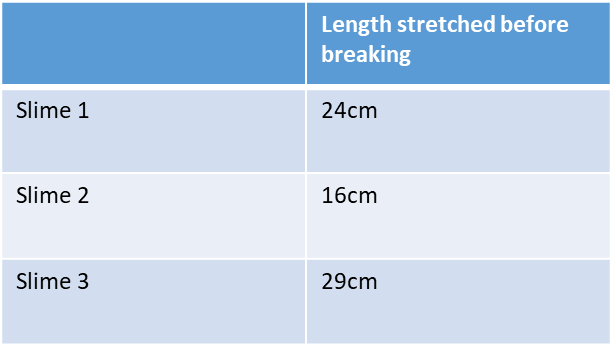 Length stretched before
breaking
Slime 1
24cm
Slime 2
16cm
Slime 3
29cm